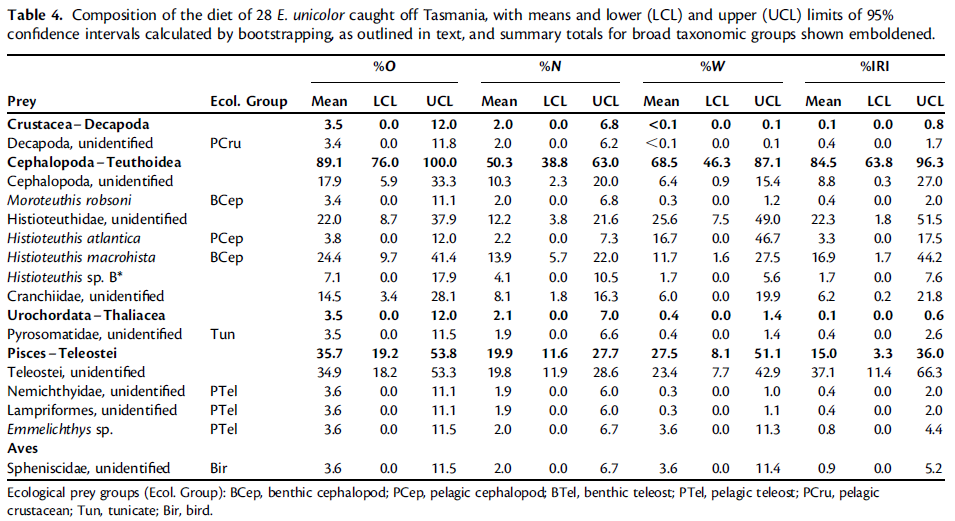 Table 4. Composition of the diet of 28 E. unicolor caught off Tasmania, with means and lower (LCL) and upper (UCL) limits of 95%
confidence intervals calculated by bootstrapping, as outlined in text, and summary totals for broad taxonomic groups shown emboldened.
%O %N %W %IRI
Prey Ecol. Group Mean LCL UCL Mean LCL UCL Mean LCL UCL Mean LCL UCL
Crustacea–Decapoda 3.5 0.0 12.0 2.0 0.0 6.8 <0.1 0.0 0.1 0.1 0.0 0.8
Decapoda, unidentified PCru 3.4 0.0 11.8 2.0 0.0 6.2 <0.1 0.0 0.1 0.4 0.0 1.7
Cephalopoda–Teuthoidea 89.1 76.0 100.0 50.3 38.8 63.0 68.5 46.3 87.1 84.5 63.8 96.3
Cephalopoda, unidentified 17.9 5.9 33.3 10.3 2.3 20.0 6.4 0.9 15.4 8.8 0.3 27.0
Moroteuthis robsoni BCep 3.4 0.0 11.1 2.0 0.0 6.8 0.3 0.0 1.2 0.4 0.0 2.0
Histioteuthidae, unidentified 22.0 8.7 37.9 12.2 3.8 21.6 25.6 7.5 49.0 22.3 1.8 51.5
Histioteuthis atlantica PCep 3.8 0.0 12.0 2.2 0.0 7.3 16.7 0.0 46.7 3.3 0.0 17.5
Histioteuthis macrohista BCep 24.4 9.7 41.4 13.9 5.7 22.0 11.7 1.6 27.5 16.9 1.7 44.2
Histioteuthis sp. B* 7.1 0.0 17.9 4.1 0.0 10.5 1.7 0.0 5.6 1.7 0.0 7.6
Cranchiidae, unidentified 14.5 3.4 28.1 8.1 1.8 16.3 6.0 0.0 19.9 6.2 0.2 21.8
Urochordata–Thaliacea 3.5 0.0 12.0 2.1 0.0 7.0 0.4 0.0 1.4 0.1 0.0 0.6
Pyrosomatidae, unidentified Tun 3.5 0.0 11.5 1.9 0.0 6.6 0.4 0.0 1.4 0.4 0.0 2.6
Pisces–Teleostei 35.7 19.2 53.8 19.9 11.6 27.7 27.5 8.1 51.1 15.0 3.3 36.0
Teleostei, unidentified 34.9 18.2 53.3 19.8 11.9 28.6 23.4 7.7 42.9 37.1 11.4 66.3
Nemichthyidae, unidentified PTel 3.6 0.0 11.1 1.9 0.0 6.0 0.3 0.0 1.0 0.4 0.0 2.0
Lampriformes, unidentified PTel 3.6 0.0 11.1 1.9 0.0 6.0 0.3 0.0 1.1 0.4 0.0 2.0
Emmelichthys sp. PTel 3.6 0.0 11.5 2.0 0.0 6.7 3.6 0.0 11.3 0.8 0.0 4.4
Aves
Spheniscidae, unidentified Bir 3.6 0.0 11.5 2.0 0.0 6.7 3.6 0.0 11.4 0.9 0.0 5.2
Ecological prey groups (Ecol. Group): BCep, benthic cephalopod; PCep, pelagic cephalopod; BTel, benthic teleost; PTel, pelagic teleost; PCru, pelagic
crustacean; Tun, tunicate; Bir, bird.